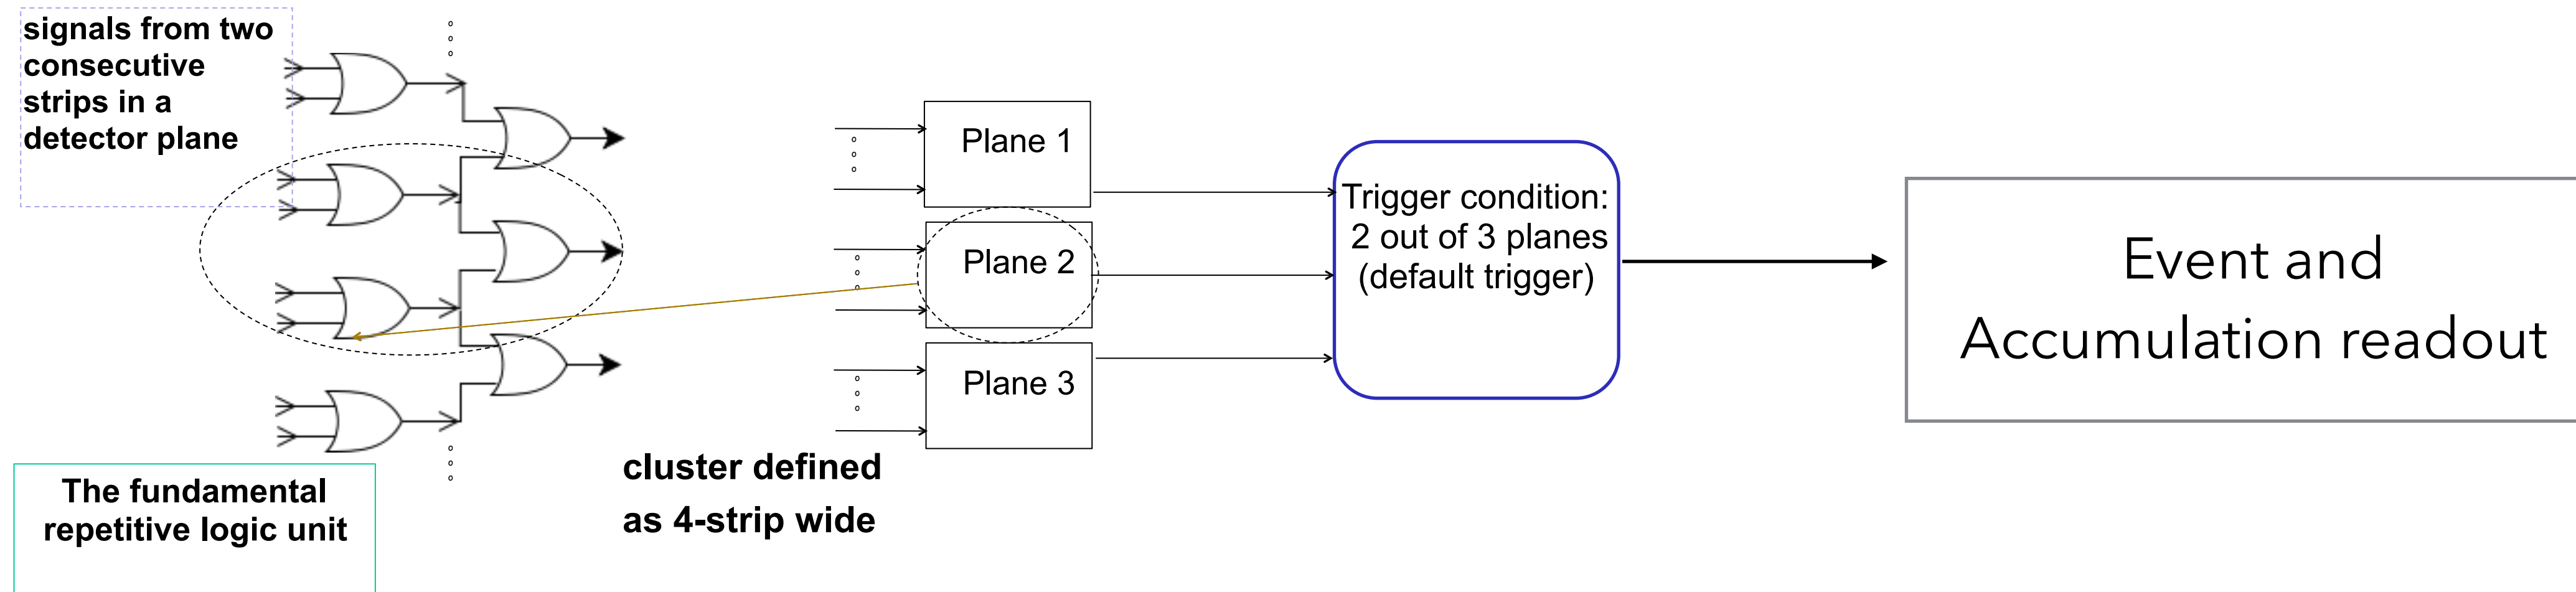 signals from two
consecutive
strips in a
detector plane
The fundamental
repetitive logic unit
cluster defined
as 4-strip wide
Plane 1
Plane 2
Plane 3
Trigger condition:
2 out of 3 planes
(default trigger)
Event and
Accumulation readout